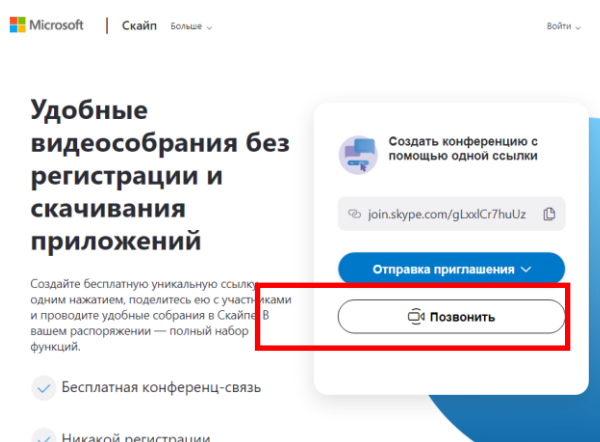 Microsoft
Скайп
Больше
Войти
Удобные
видеособрания без
регистрации и
скачивания
приложений
Создайте бесплатную уникальную ссылку
одним нажатием, поделитесь ею с участниками
и проводите удобные собрания в Скайпе. В
вашем распоряжении — полный набор
функций.
Бесплатная конференц-связь
Никакой регистрации
Создать конференцию с
помощью одной ссылки
join.skype.com/gLxxlCr7huUz
Отправка приглашения
Позвонить